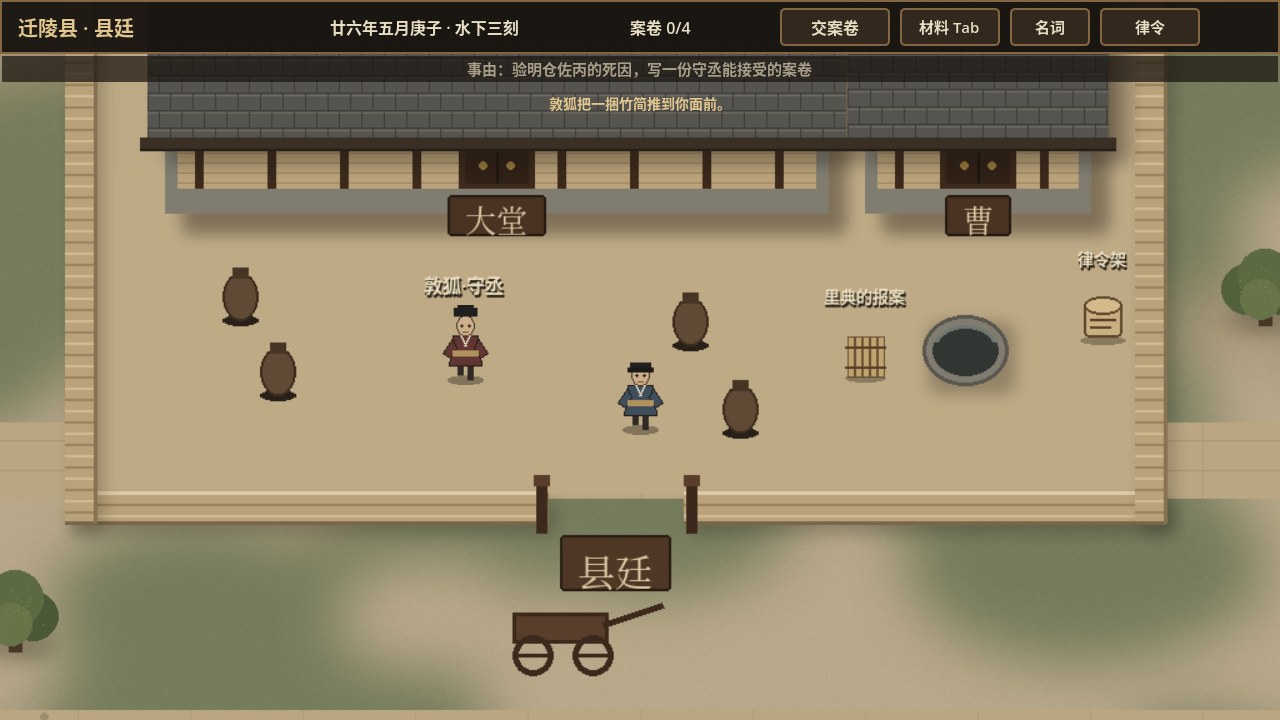 迁陵县 · 县廷
廿六年五月庚子 · 水下三刻
案卷 0/4
交案卷
材料 Tab
名词
律令
事由：验明仓佐丙的死因，写一份守丞能接受的案卷
敦狐把一捆竹简推到你面前。
大堂
曹
律令架
敦狐·守丞
里典的报案
县廷